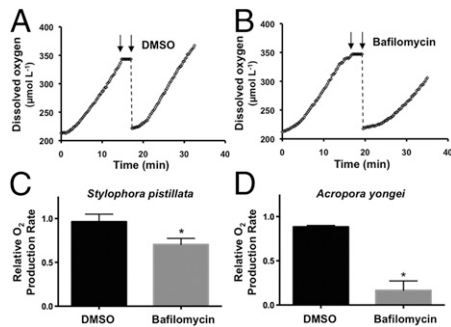 A
DMSO
Dissolved oxygen
(μmol L⁻¹)
400
350
300
250
200
0 10 20 30 40
Time (min)
B
Bafilomycin
Dissolved oxygen
(μmol L⁻¹)
400
350
300
250
200
0 10 20 30 40
Time (min)
C
Stylophora pistillata
Relative O₂
Production Rate
1.0
0.5
0.0
*
DMSO Bafilomycin
D
Acropora yongei
Relative O₂
Production Rate
1.0
0.5
0.0
*
DMSO Bafilomycin